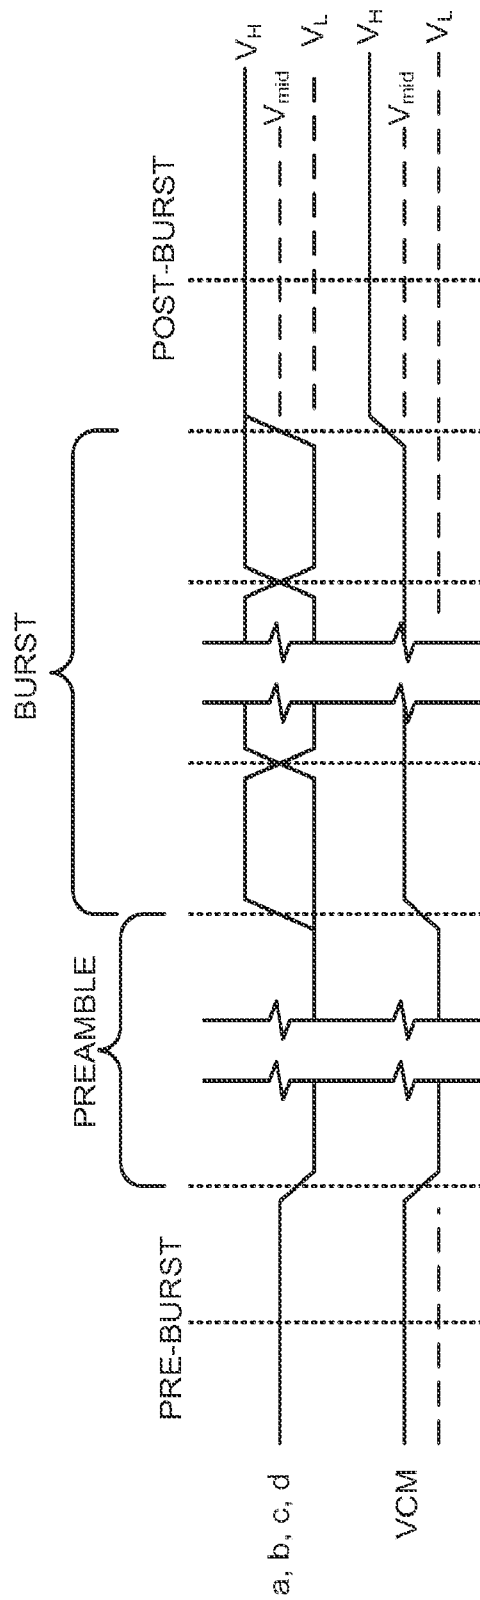 BURST
PREAMBLE
PRE-BURST
POST-BURST
a, b, c, d
VH
Vmid
VL
VCM
VH
Vmid
VL